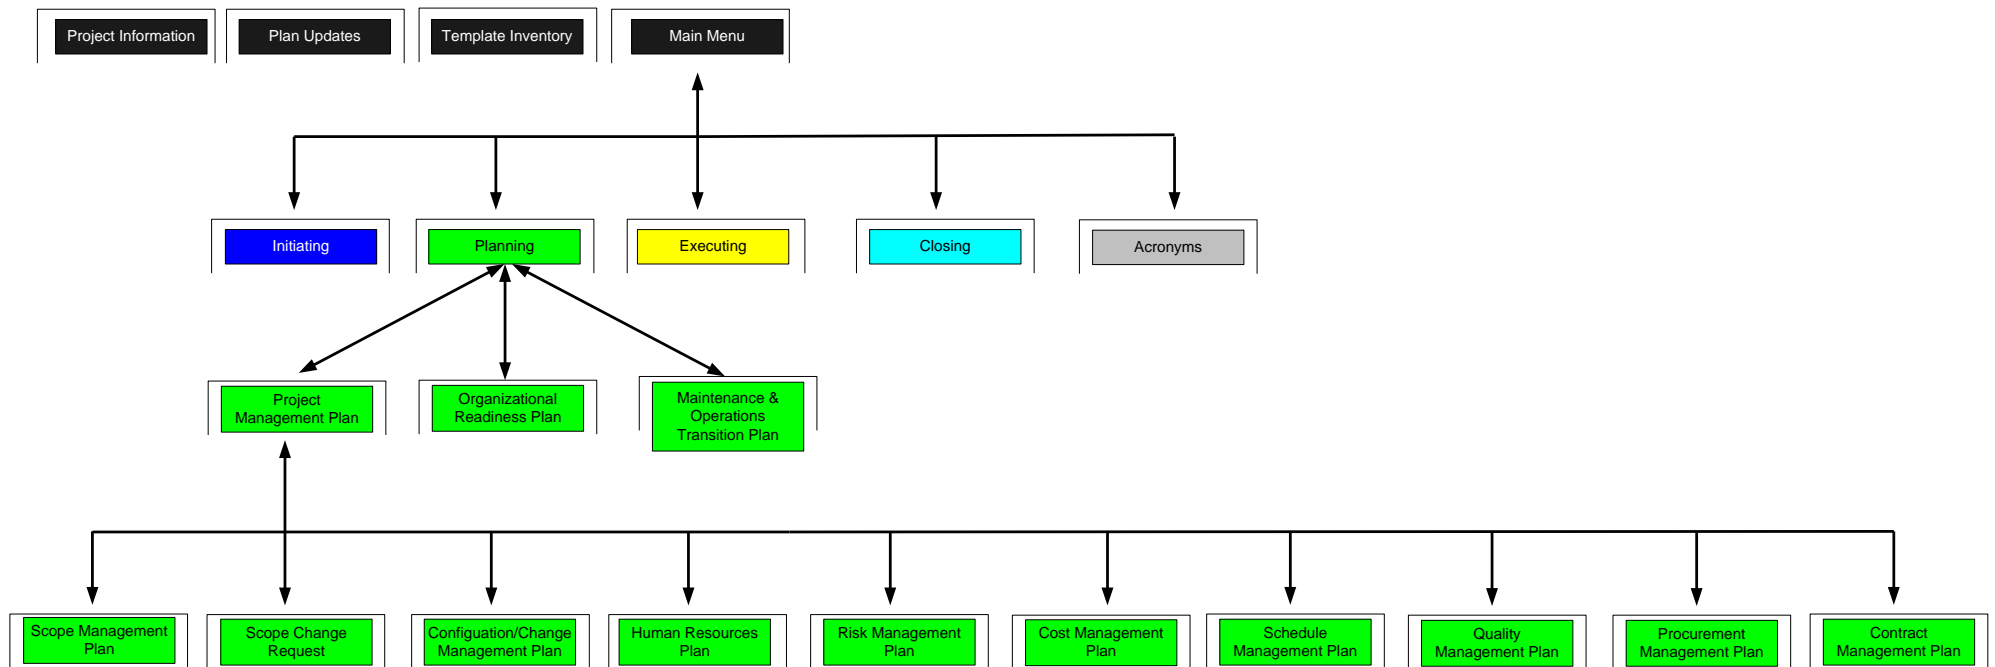 Project Information
Plan Updates
Template Inventory
Main Menu
Initiating
Planning
Executing
Closing
Acronyms
Project
Management Plan
Organizational
Readiness Plan
Maintenance &
Operations
Transition Plan
Scope Management
Plan
Scope Change
Request
Configuation/Change
Management Plan
Human Resources
Plan
Risk Management
Plan
Cost Management
Plan
Schedule
Management Plan
Quality
Management Plan
Procurement
Management Plan
Contract
Management Plan